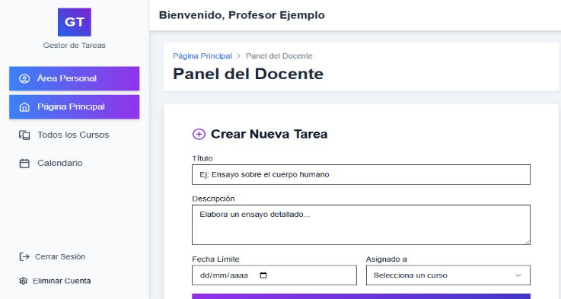 GT
Gestor de Tareas
Área Personal
Página Principal
Todos los Cursos
Calendario
Cerrar Sesión
Eliminar Cuenta
Bienvenido, Profesor Ejemplo
Página Principal > Panel del Docente
Panel del Docente
Crear Nueva Tarea
Título
Ej: Ensayo sobre el cuerpo humano
Descripción
Elabora un ensayo detallado...
Fecha Límite Asignado a
dd/mm/aaaa Selecciona un curso